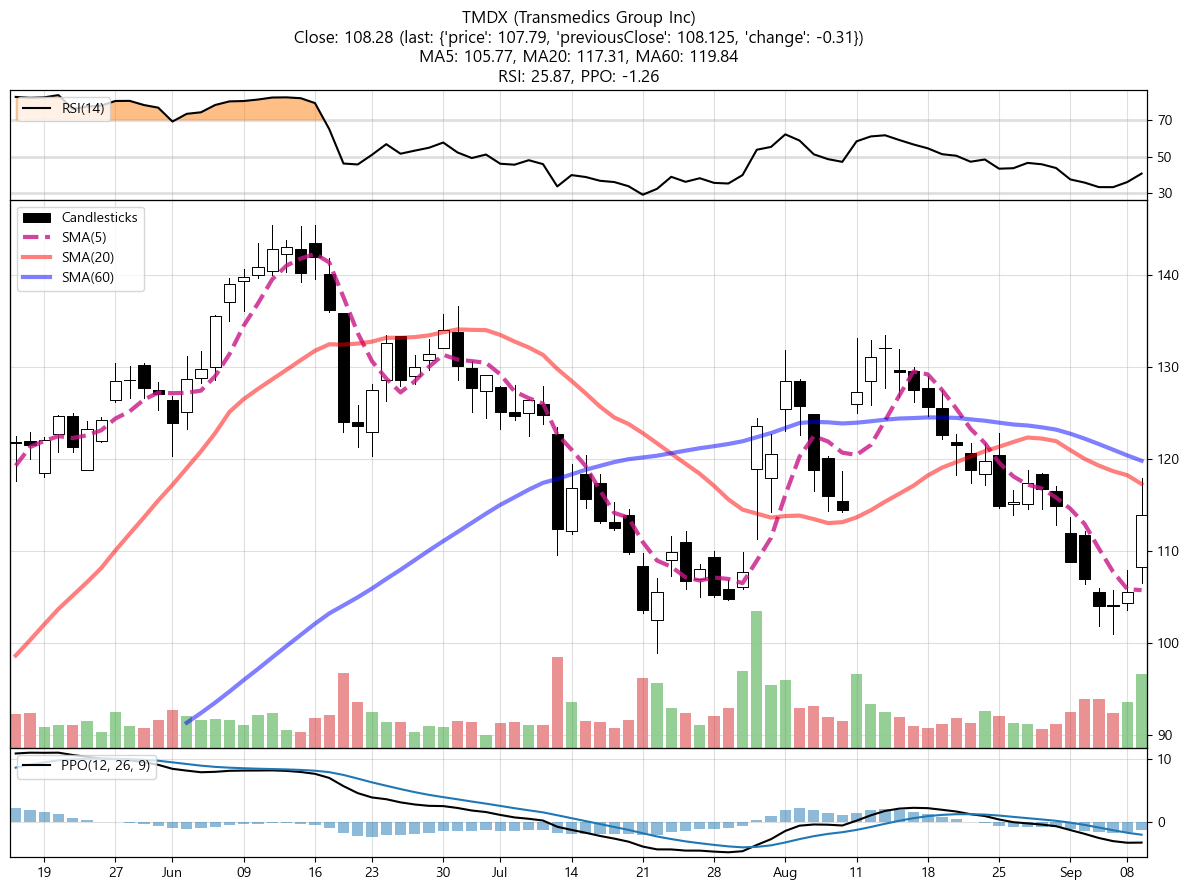 TMDX (Transmedics Group Inc)
Close: 108.28 (last: {'price': 107.79, 'previousClose': 108.125, 'change': -0.31})
MA5: 105.77, MA20: 117.31, MA60: 119.84
RSI: 25.87, PPO: -1.26
RSI(14)
70
50
30
Candlesticks
SMA(5)
SMA(20)
SMA(60)
140
130
120
110
100
90
PPO(12, 26, 9)
10
0
19 27 Jun 09 16 23 30 Jul 14 21 28 Aug 11 18 25 Sep 08